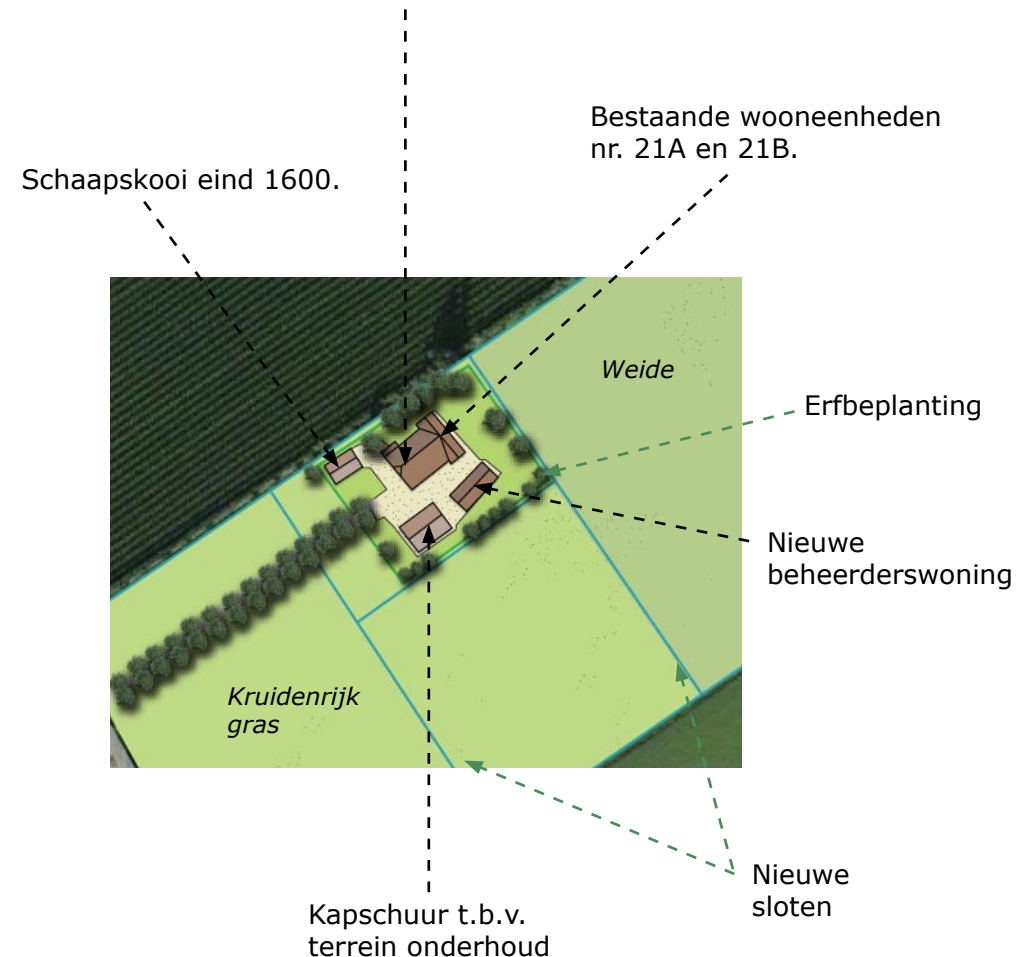 Bestaande wooneenheden
nr. 21A en 21B.
Schaapskooi eind 1600.
Weide
Erfbeplanting
Nieuwe
beheerderswoning
Kruidenrijk
gras
Nieuwe
sloten
Kapschuur t.b.v.
terrein onderhoud